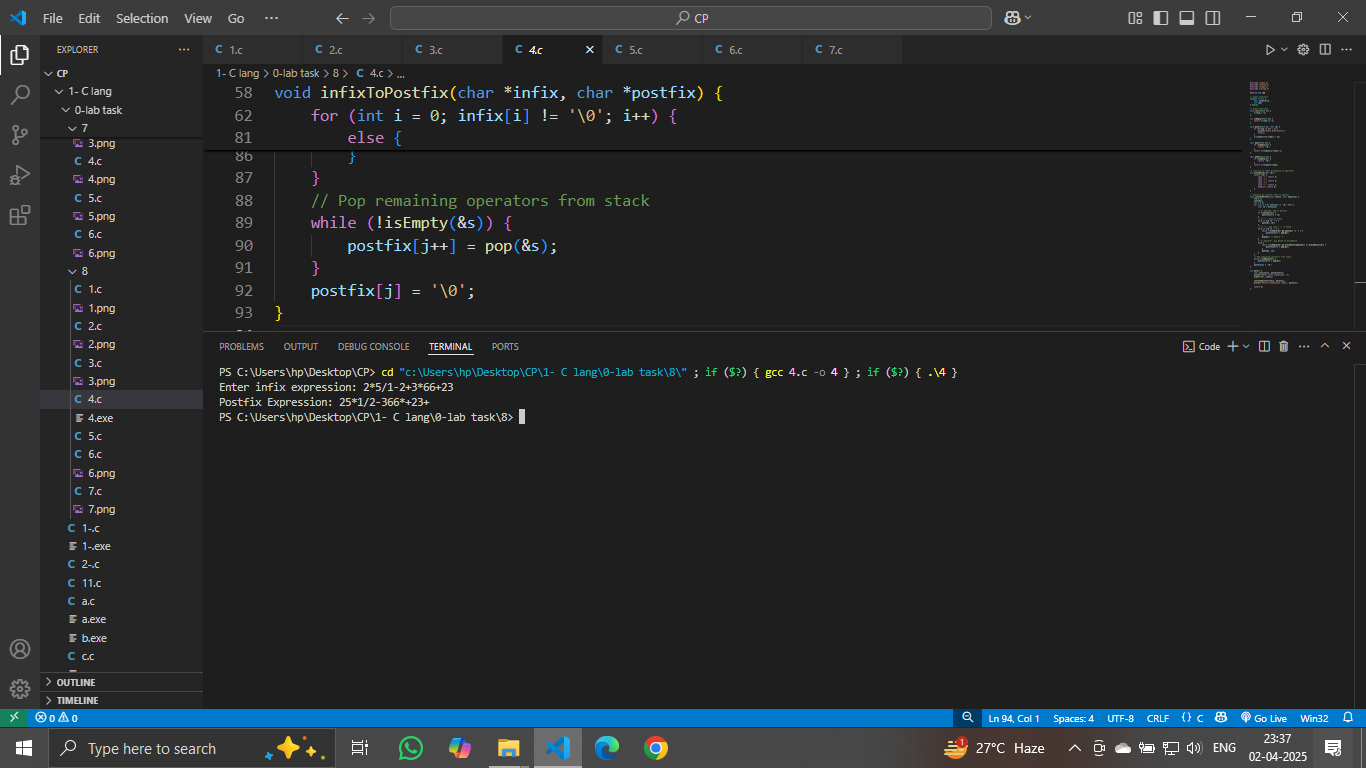 File Edit Selection View Go ···
CP
EXPLORER
CP
1- C lang
0-lab task
7
3.png
C 4.c
4.png
C 5.c
5.png
C 6.c
6.png
8
C 1.c
1.png
C 2.c
2.png
C 3.c
3.png
C 4.c
4.exe
C 5.c
C 6.c
6.png
C 7.c
7.png
C 1-.c
1-.exe
C 2-.c
C 11.c
C a.c
a.exe
b.exe
C c.c
OUTLINE
TIMELINE
C 1.c C 2.c C 3.c C 4.c C 5.c C 6.c C 7.c
1- C lang > 0-lab task > 8 > C 4.c > ...
58 void infixToPostfix(char *infix, char *postfix) {
62 for (int i = 0; infix[i] != '\0'; i++) {
81 else {
86 }
87 }
88 // Pop remaining operators from stack
89 while (!isEmpty(&s)) {
90 postfix[j++] = pop(&s);
91 }
92 postfix[j] = '\0';
93 }
PROBLEMS OUTPUT DEBUG CONSOLE TERMINAL PORTS
Code
PS C:\Users\hp\Desktop\CP> cd "c:\Users\hp\Desktop\CP\1- C lang\0-lab task\8\" ; if ($?) { gcc 4.c -o 4 } ; if ($?) { .\4 }
Enter infix expression: 2*5/1-2+3*66+23
Postfix Expression: 25*1/2-366*+23+
PS C:\Users\hp\Desktop\CP\1- C lang\0-lab task\8>
0 0
Ln 94, Col 1 Spaces: 4 UTF-8 CRLF {} C Go Live Win32
Type here to search
1
27°C Haze
ENG
23:37
02-04-2025